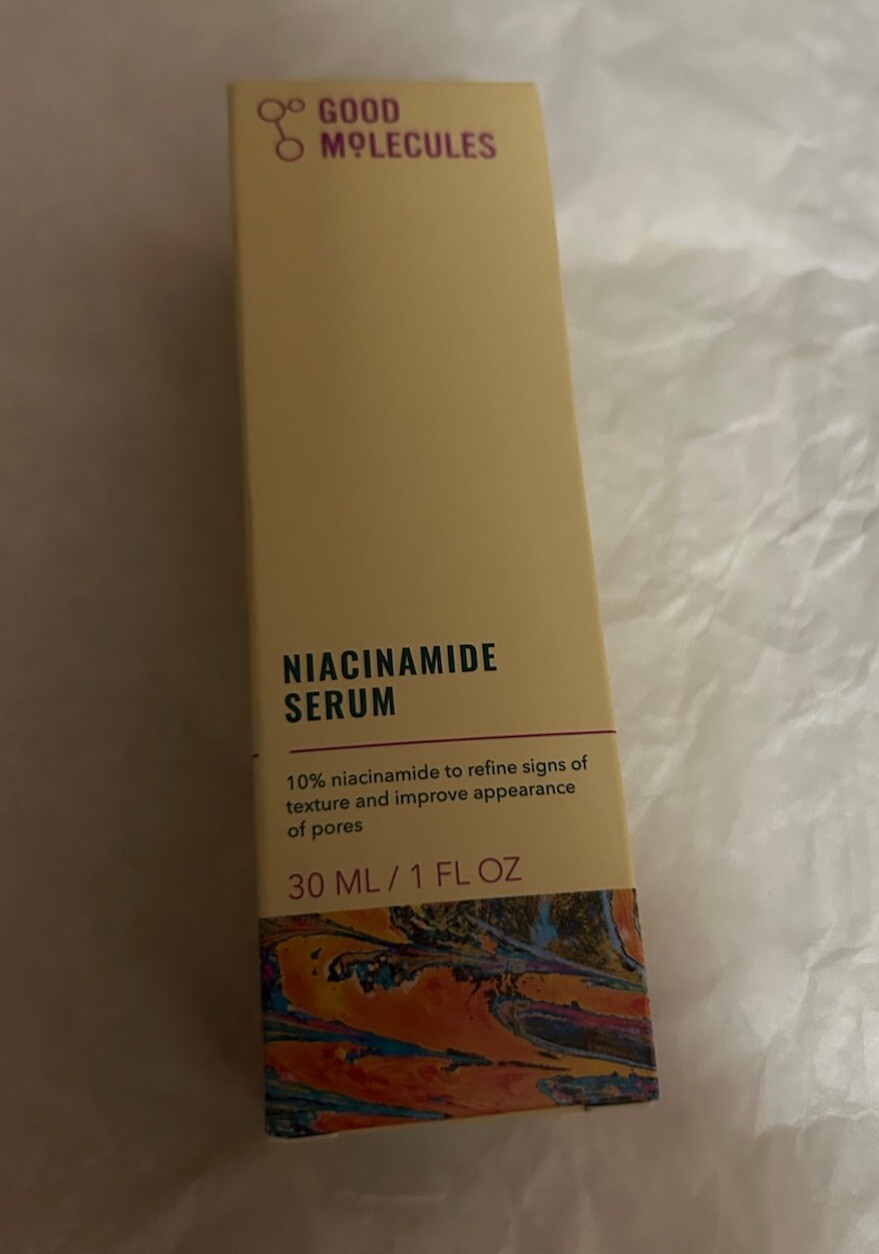 GOOD
MOLECULES
NIACINAMIDE
SERUM
10% niacinamide to refine signs of
texture and improve appearance
of pores
30 ML / 1 FL OZ